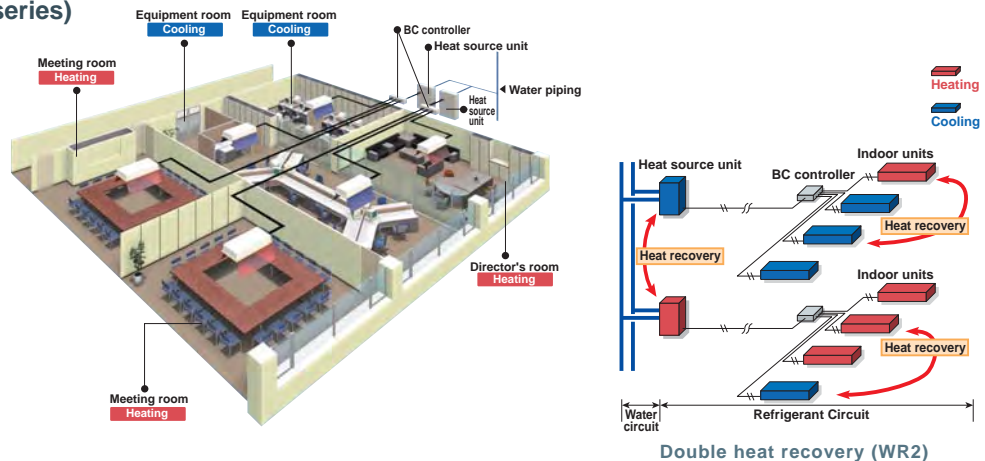 series)
Equipment room
Cooling
Equipment room
Cooling
BC controller
Heat source unit
Meeting room
Heating
Water piping
Heat
source
unit
Director's room
Heating
Meeting room
Heating
Heating
Cooling
Heat source unit
BC controller
Indoor units
Heat recovery
Heat recovery
Indoor units
Heat recovery
Water
circuit
Refrigerant Circuit
Double heat recovery (WR2)